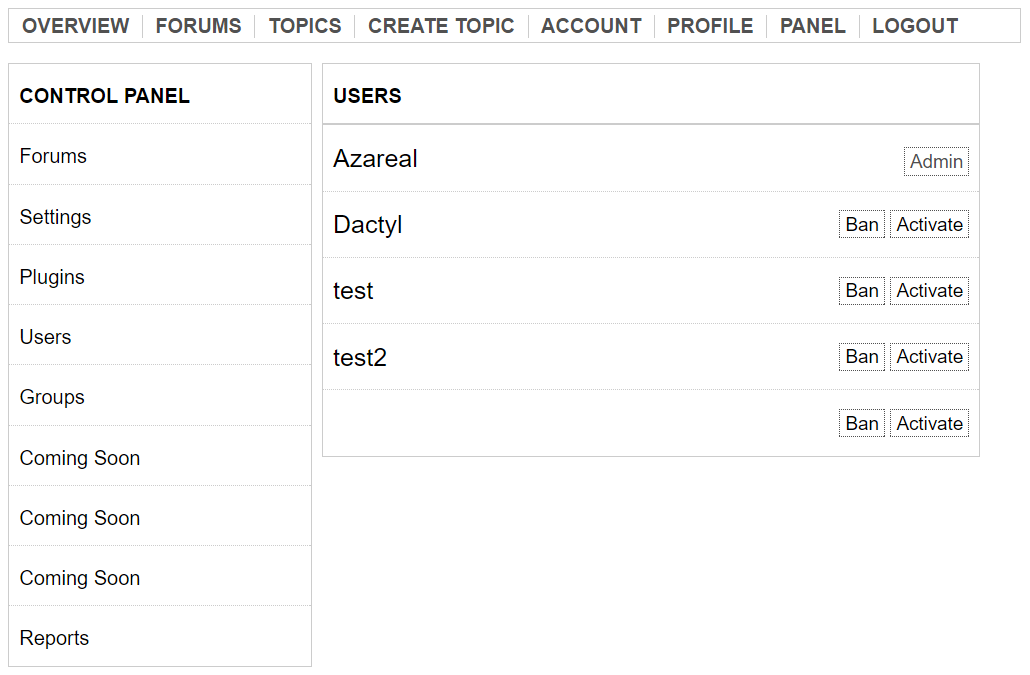 OVERVIEW FORUMS TOPICS CREATE TOPIC ACCOUNT PROFILE PANEL LOGOUT
CONTROL PANEL
Forums
Settings
Plugins
Users
Groups
Coming Soon
Coming Soon
Coming Soon
Reports
USERS
Azareal Admin
Dactyl Ban Activate
test Ban Activate
test2 Ban Activate
Ban Activate